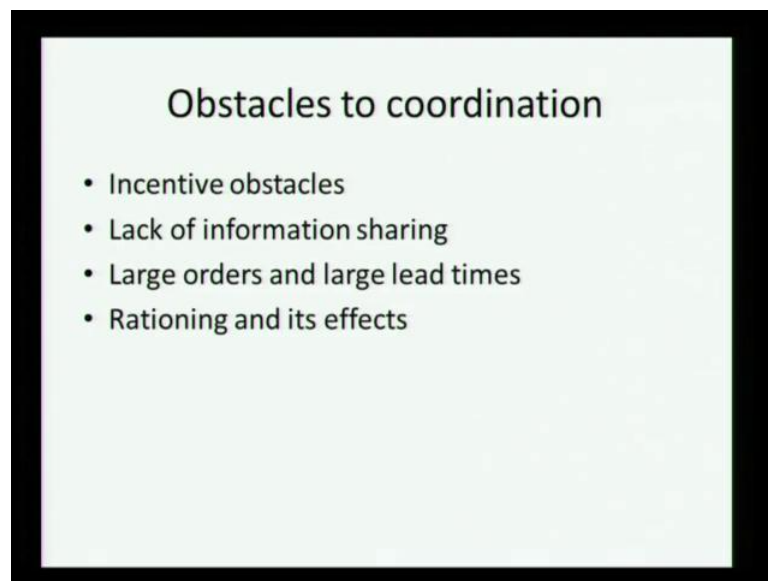 Obstacles to coordination
• Incentive obstacles
• Lack of information sharing
• Large orders and large lead times
• Rationing and its effects